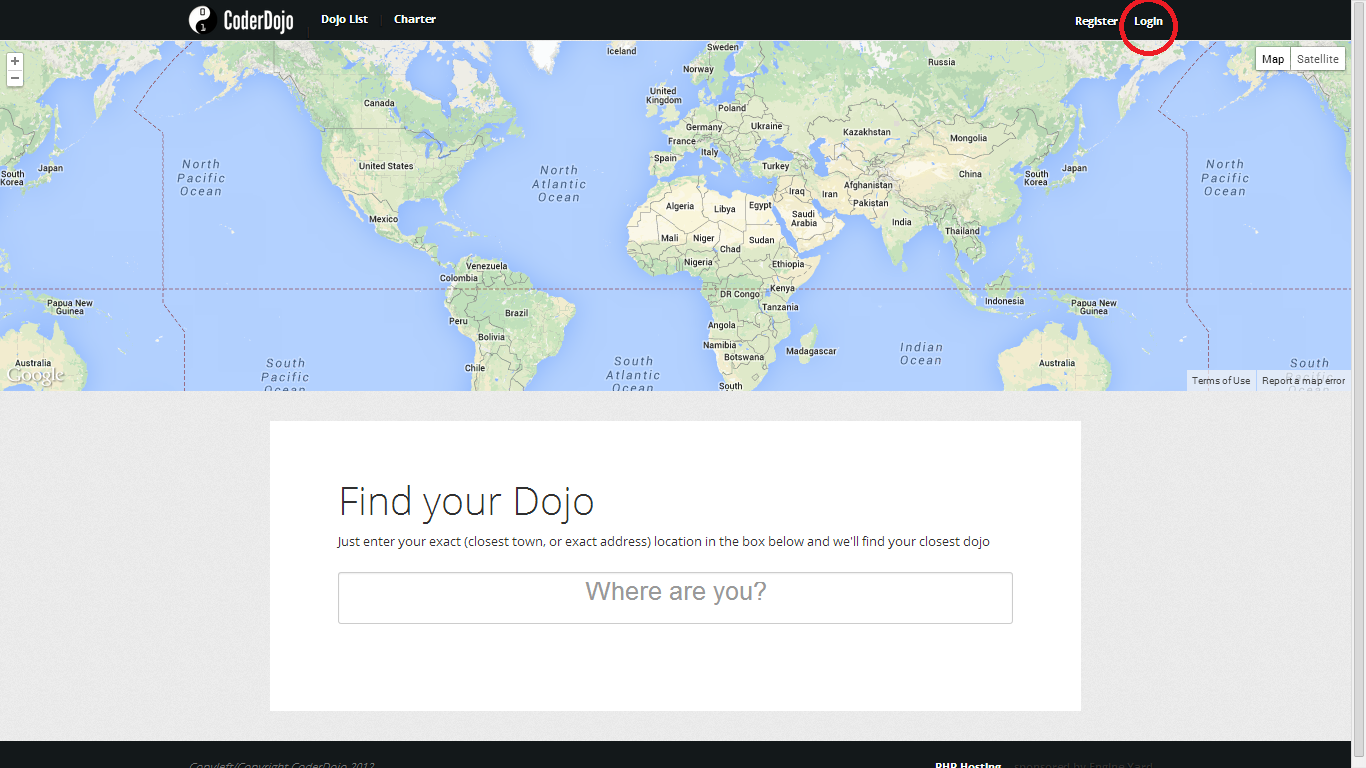 0
1
CoderDojo
Dojo List
Charter
Register
Login
+
−
Map
Satellite
Iceland
Sweden
Norway
Russia
United
Kingdom
Poland
Germany
Ukraine
France
Italy
Spain
Turkey
Kazakhstan
Mongolia
China
South
Korea
Japan
North
Pacific
Ocean
Canada
United States
Mexico
North
Atlantic
Ocean
Algeria
Libya
Egypt
Iraq
Iran
Afghanistan
Pakistan
Saudi
Arabia
India
Thailand
South
Korea
Japan
North
Pacific
Ocean
Mali
Niger
Chad
Sudan
Nigeria
Ethiopia
Venezuela
Colombia
DR Congo
Kenya
Tanzania
Indonesia
Papua New
Guinea
Papua New
Guinea
Peru
Brazil
Bolivia
Chile
Angola
Namibia
Botswana
Madagascar
South
Indian
Ocean
Australia
Australia
South
Pacific
Ocean
South
Atlantic
Ocean
South
Pacific
Google
Terms of Use
Report a map error
Find your Dojo
Just enter your exact (closest town, or exact address) location in the box below and we'll find your closest dojo
Where are you?
Copyleft/Copyright CoderDojo 2012
PHP Hosting - sponsored by Engine Yard